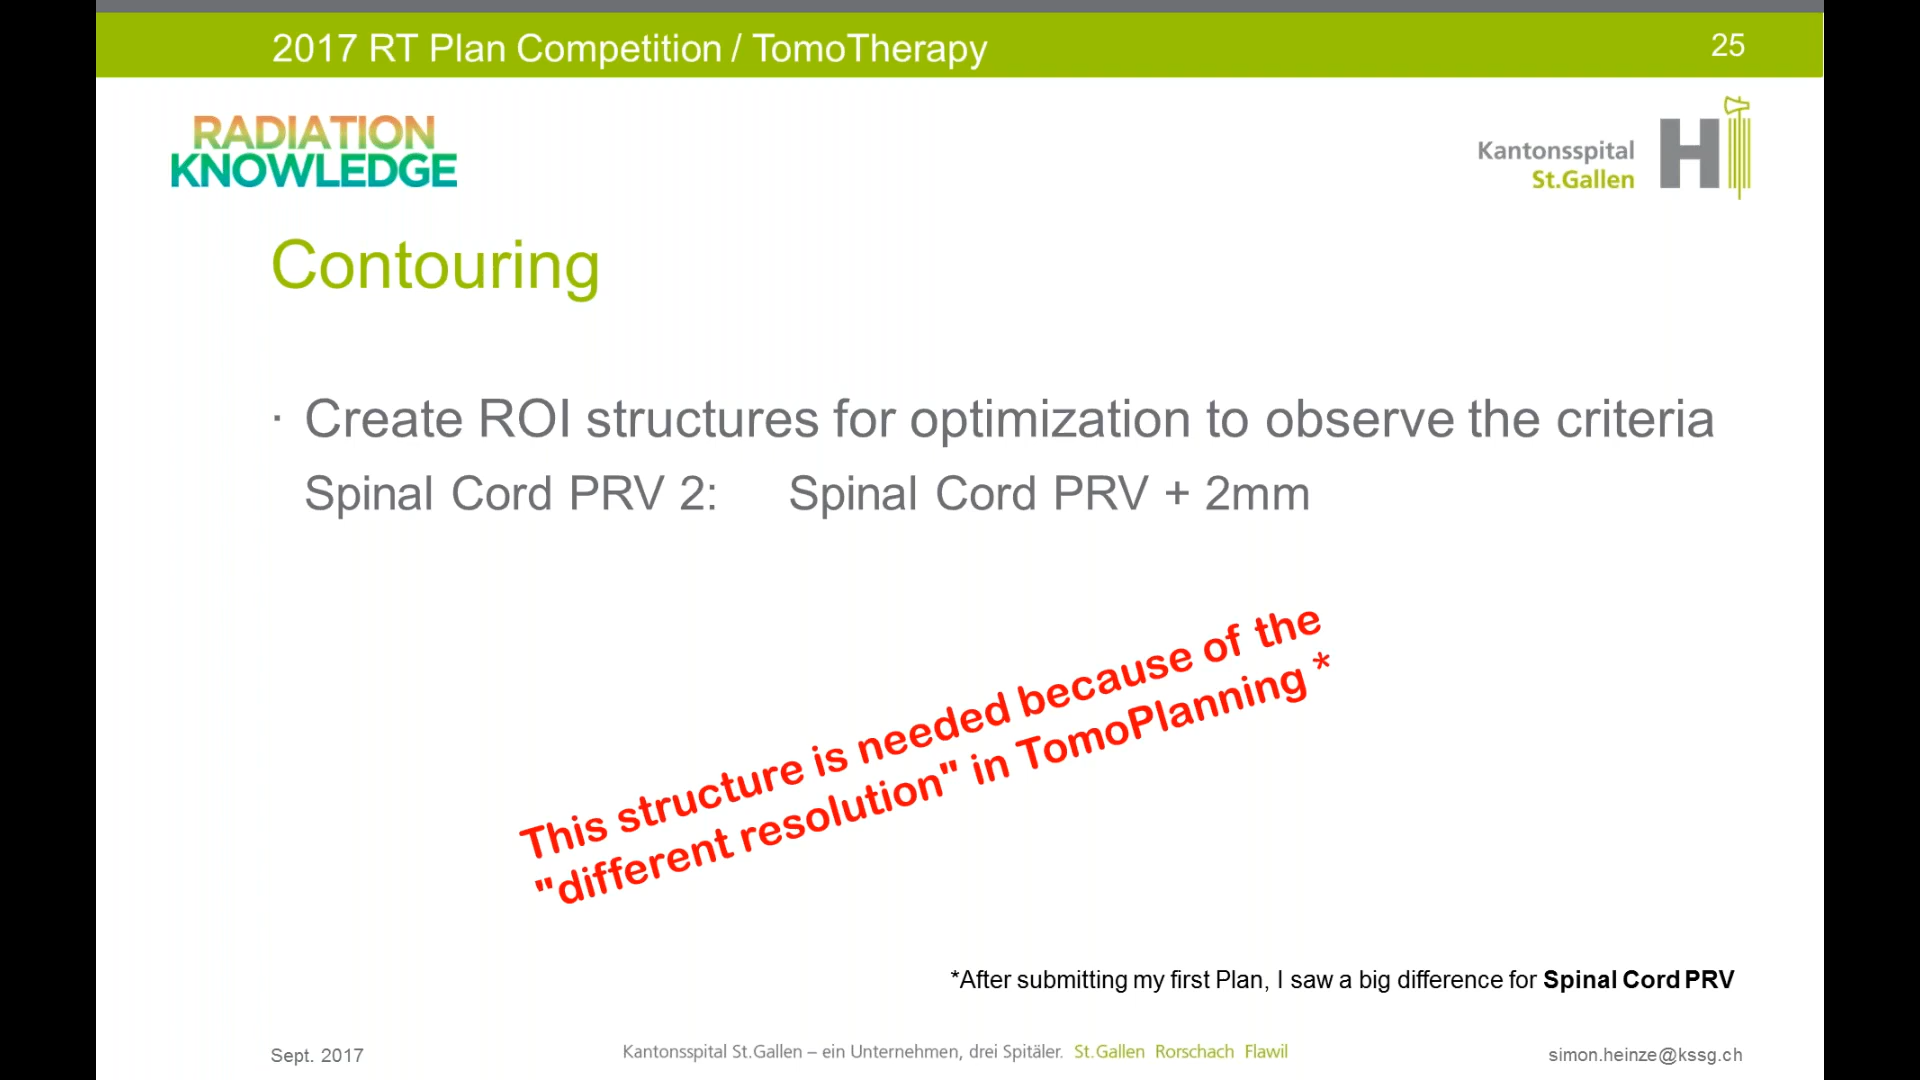 2017 RT Plan Competition / TomoTherapy
25
RADIATION
KNOWLEDGE
Kantonsspital
St.Gallen
Contouring
· Create ROI structures for optimization to observe the criteria
Spinal Cord PRV 2: Spinal Cord PRV + 2mm
This structure is needed because of the
"different resolution" in TomoPlanning *
*After submitting my first Plan, I saw a big difference for Spinal Cord PRV
Sept. 2017
Kantonsspital St.Gallen – ein Unternehmen, drei Spitäler. St.Gallen Rorschach Flawil
simon.heinze@kssg.ch